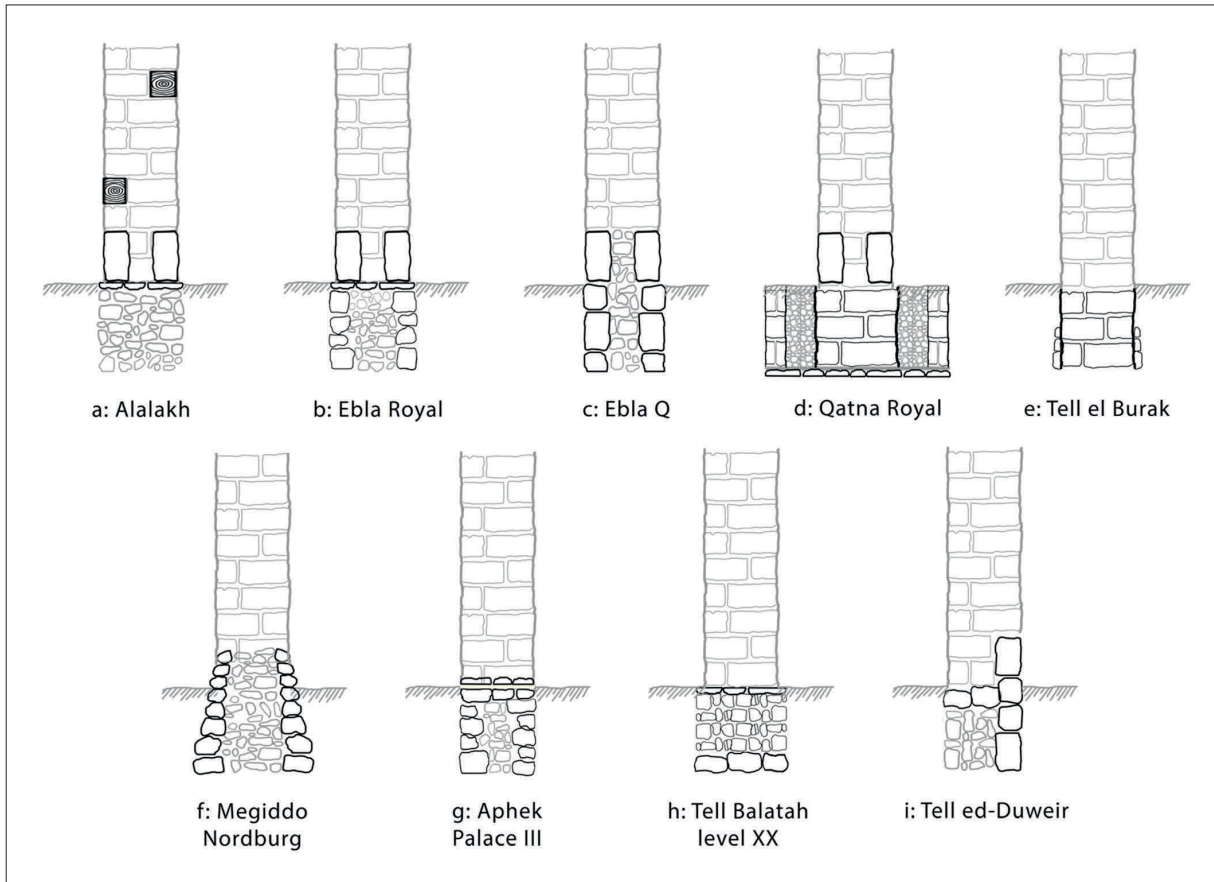 a: Alalakh
b: Ebla Royal
c: Ebla Q
d: Qatna Royal
e: Tell el Burak
f: Megiddo
Nordburg
g: Aphek
Palace III
h: Tell Balatah
level XX
i: Tell ed-Duweir